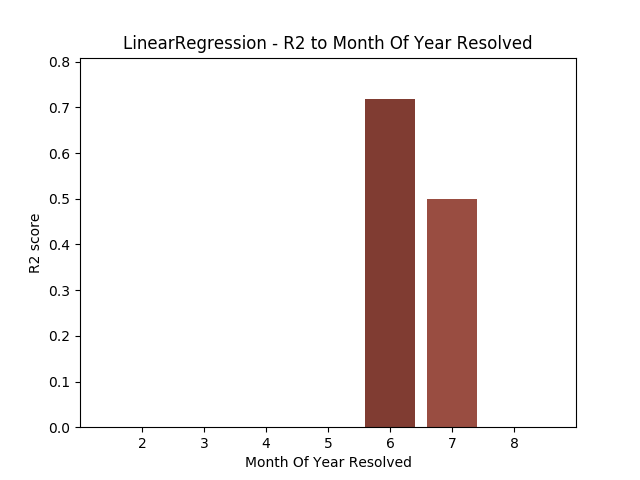 LinearRegression - R2 to Month Of Year Resolved
0.8
0.7
0.6
0.5
0.4
0.3
0.2
0.1
0.0
R2 score
2 3 4 5 6 7 8
Month Of Year Resolved